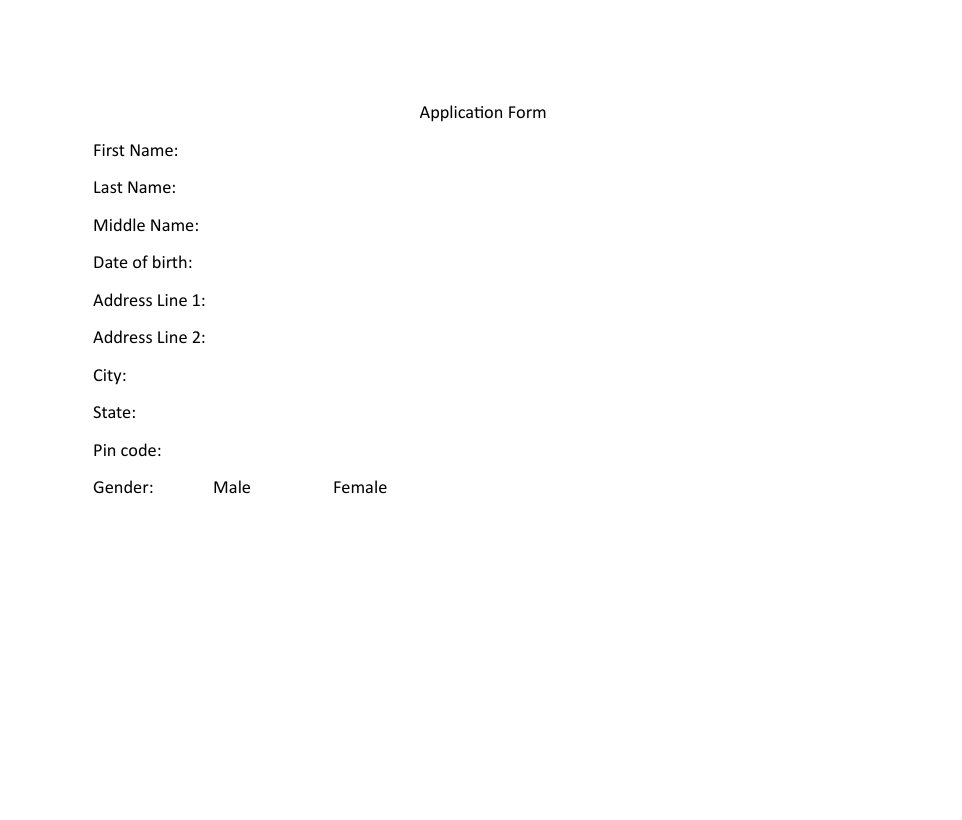 Application Form
First Name:
Last Name:
Middle Name:
Date of birth:
Address Line 1:
Address Line 2:
City:
State:
Pin code:
Gender: Male Female